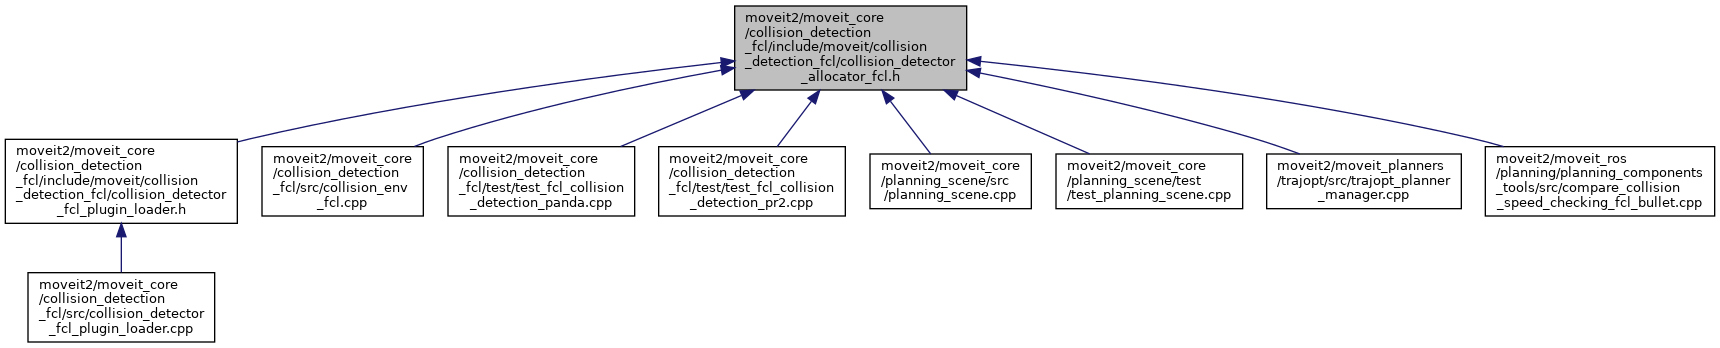 moveit2/moveit_core
/collision_detection
_fcl/include/moveit/collision
_detection_fcl/collision_detector
_allocator_fcl.h
moveit2/moveit_core
/collision_detection
_fcl/include/moveit/collision
_detection_fcl/collision_detector
_fcl_plugin_loader.h
moveit2/moveit_core
/collision_detection
_fcl/src/collision_env
_fcl.cpp
moveit2/moveit_core
/collision_detection
_fcl/test/test_fcl_collision
_detection_panda.cpp
moveit2/moveit_core
/collision_detection
_fcl/test/test_fcl_collision
_detection_pr2.cpp
moveit2/moveit_core
/planning_scene/src
/planning_scene.cpp
moveit2/moveit_core
/planning_scene/test
/test_planning_scene.cpp
moveit2/moveit_planners
/trajopt/src/trajopt_planner
_manager.cpp
moveit2/moveit_ros
/planning/planning_components
_tools/src/compare_collision
_speed_checking_fcl_bullet.cpp
moveit2/moveit_core
/collision_detection
_fcl/src/collision_detector
_fcl_plugin_loader.cpp